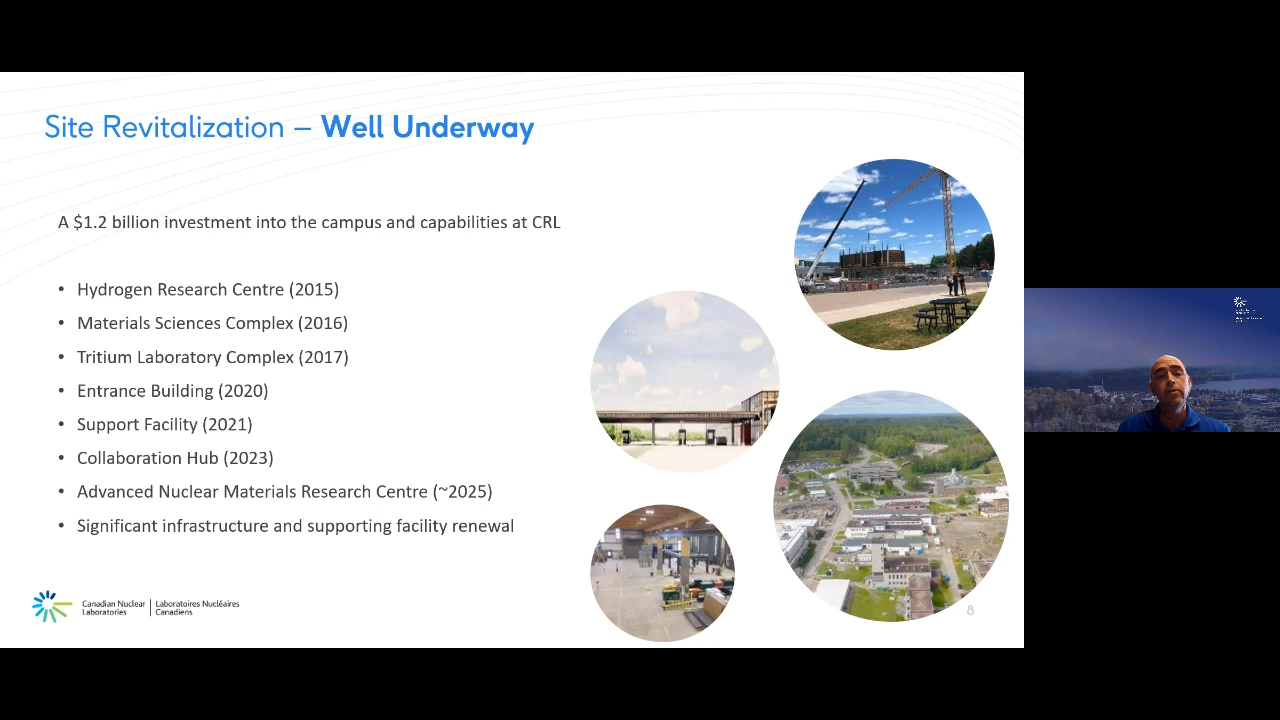 Site Revitalization – Well Underway
A $1.2 billion investment into the campus and capabilities at CRL
• Hydrogen Research Centre (2015)
• Materials Sciences Complex (2016)
• Tritium Laboratory Complex (2017)
• Entrance Building (2020)
• Support Facility (2021)
• Collaboration Hub (2023)
• Advanced Nuclear Materials Research Centre (~2025)
• Significant infrastructure and supporting facility renewal
Canadian Nuclear | Laboratoires Nucléaires
Laboratories | Canadiens
8